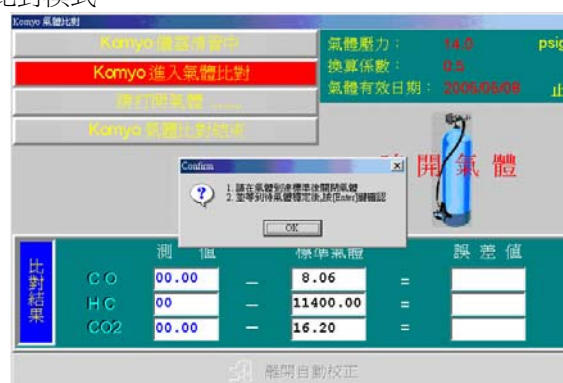 比對模式
Komyo 氣體比對
Komyo 儀器清管中
Komyo 進入氣體比對
請打開氣體 ......
Komyo 氣體比對結束
氣體壓力： 14.0 psig
換算係數： 0.5
氣體有效日期： 2006/06/08 止
開氣體
Confirm
1. 請在氣體到達標準後關閉氣體
2. 並等到待氣體穩定後,按[Enter]鍵確認
OK
比對結果
測 值 標準氣體 誤差值
CO 00.00 — 8.06 =
HC 00 — 11400.00 =
CO2 00.00 — 16.20 =
離開自動校正